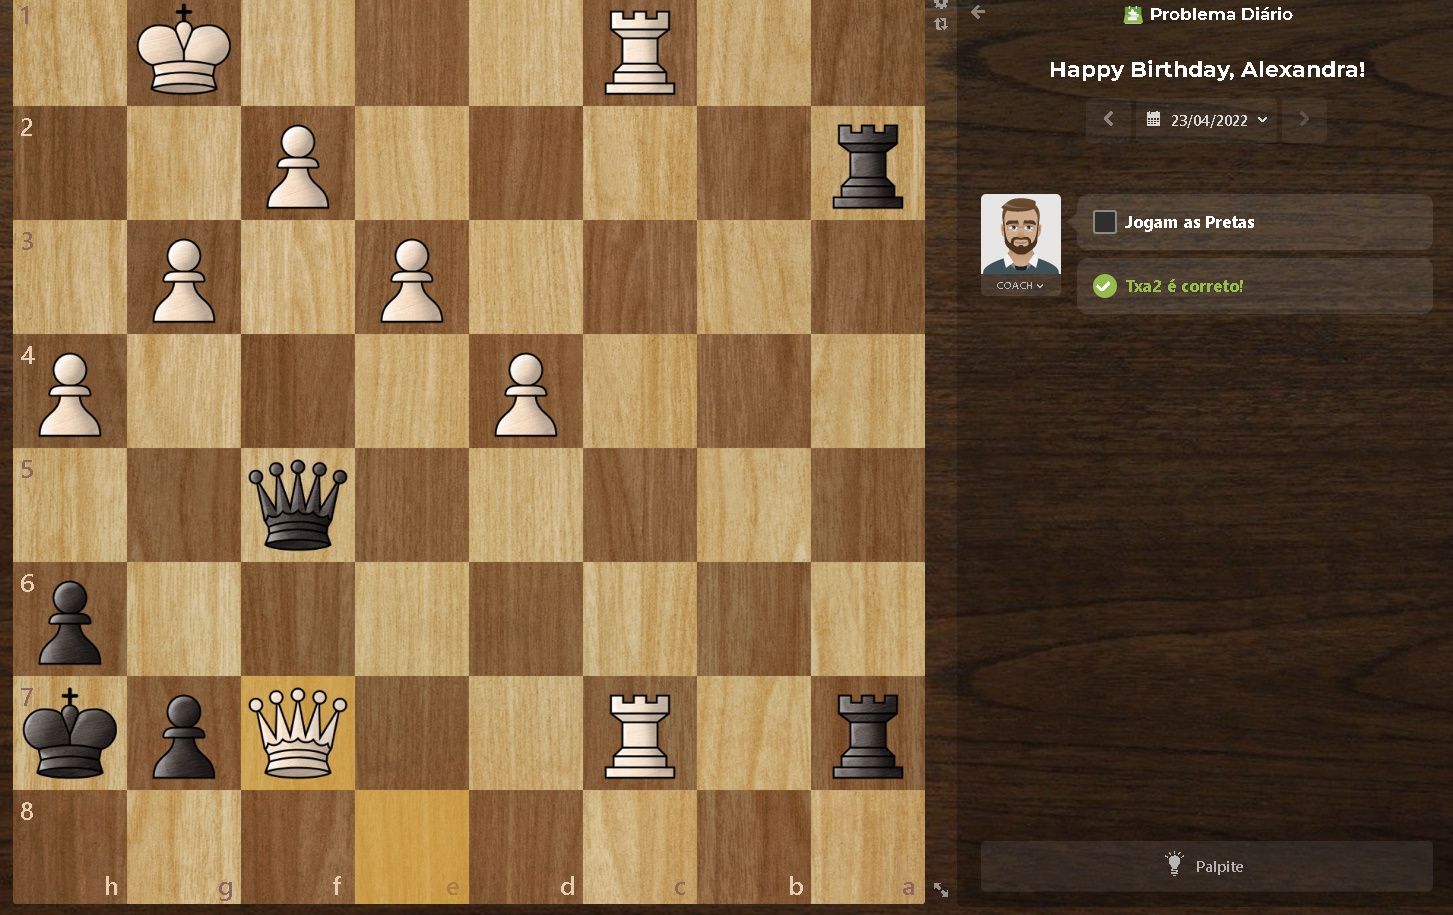 Problema Diário
Happy Birthday, Alexandra!
23/04/2022
Jogam as Pretas
Txa2 é correto!
COACH
Palpite
1
2
3
4
5
6
7
8
h g f e d c b a